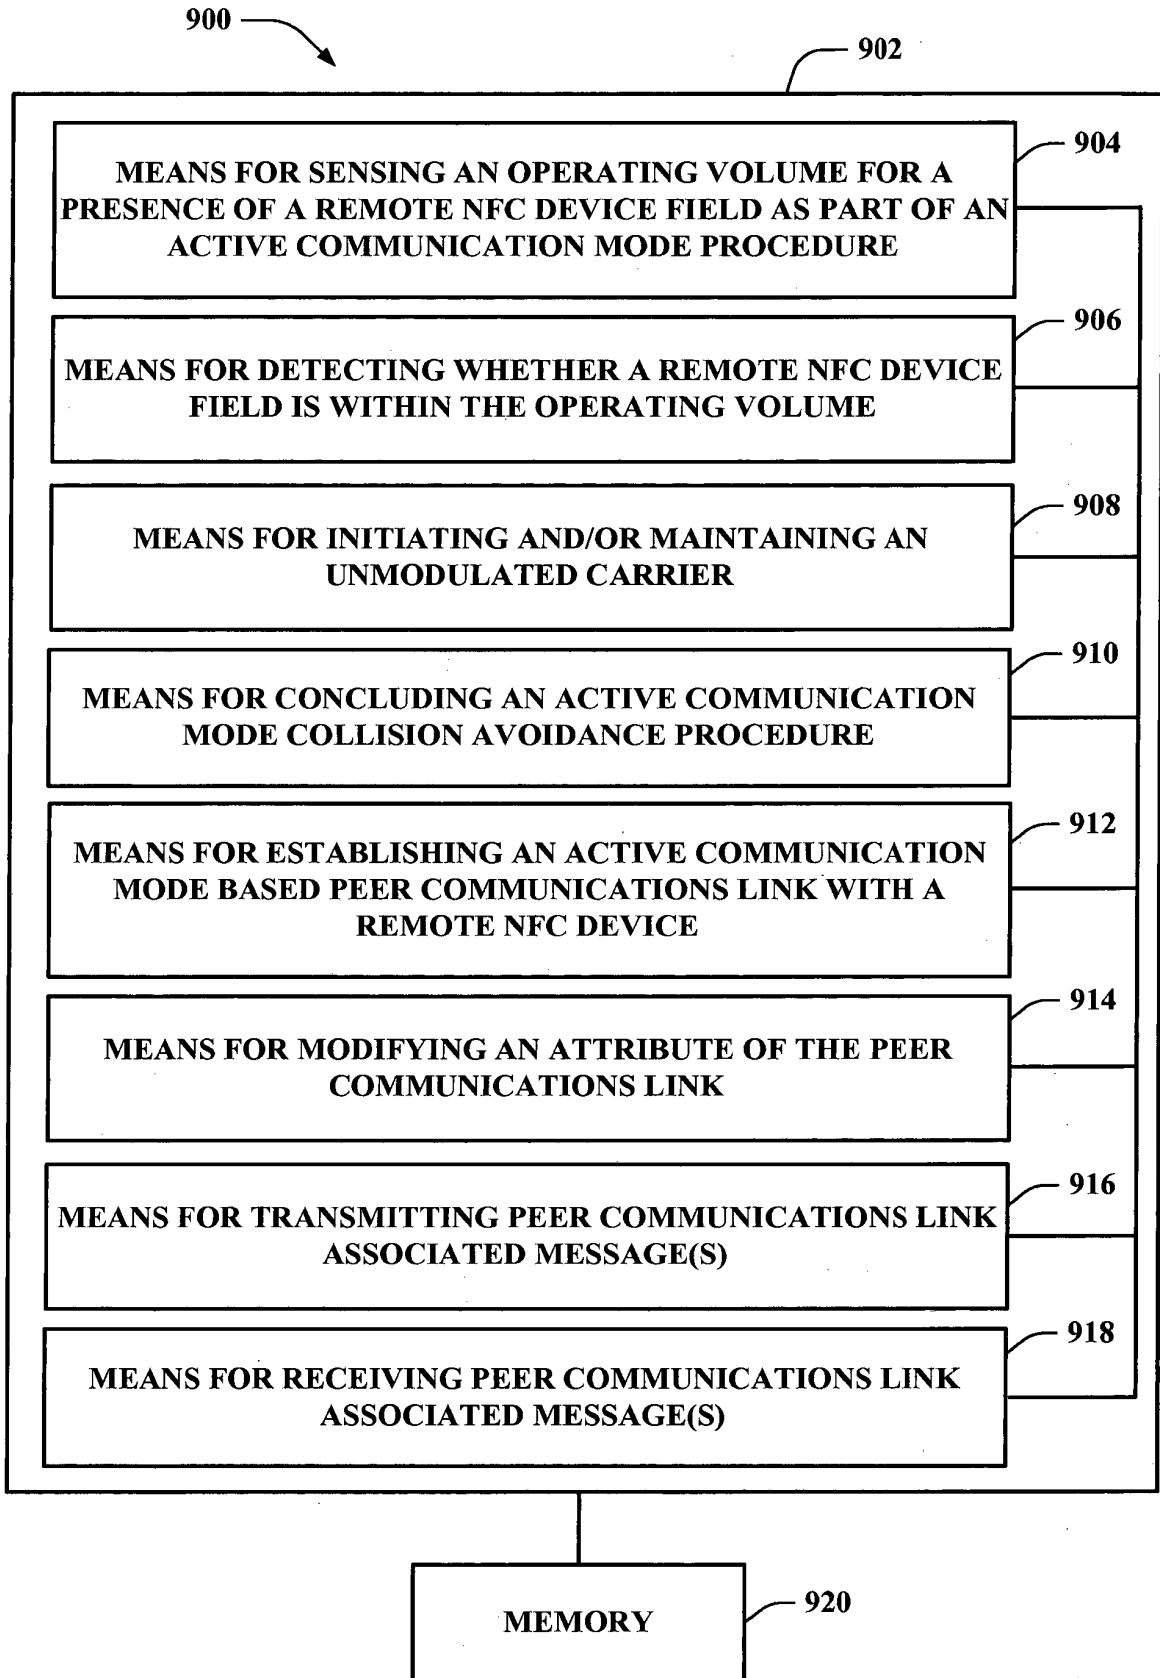 900
902
904
MEANS FOR SENSING AN OPERATING VOLUME FOR A
PRESENCE OF A REMOTE NFC DEVICE FIELD AS PART OF AN
ACTIVE COMMUNICATION MODE PROCEDURE
906
MEANS FOR DETECTING WHETHER A REMOTE NFC DEVICE
FIELD IS WITHIN THE OPERATING VOLUME
908
MEANS FOR INITIATING AND/OR MAINTAINING AN
UNMODULATED CARRIER
910
MEANS FOR CONCLUDING AN ACTIVE COMMUNICATION
MODE COLLISION AVOIDANCE PROCEDURE
912
MEANS FOR ESTABLISHING AN ACTIVE COMMUNICATION
MODE BASED PEER COMMUNICATIONS LINK WITH A
REMOTE NFC DEVICE
914
MEANS FOR MODIFYING AN ATTRIBUTE OF THE PEER
COMMUNICATIONS LINK
916
MEANS FOR TRANSMITTING PEER COMMUNICATIONS LINK
ASSOCIATED MESSAGE(S)
918
MEANS FOR RECEIVING PEER COMMUNICATIONS LINK
ASSOCIATED MESSAGE(S)
920
MEMORY